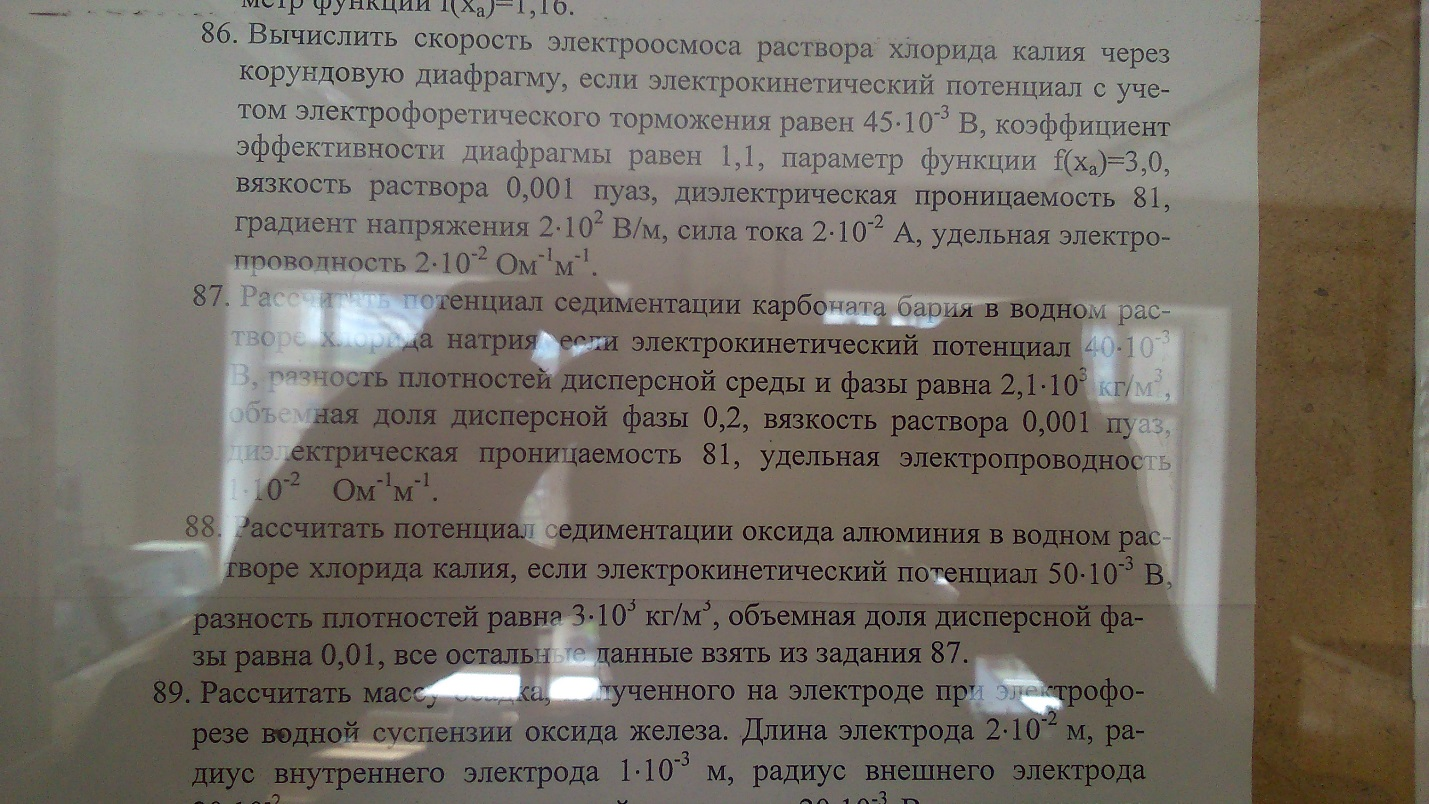 метр функции f(xₐ)=1,16.
86. Вычислить скорость электроосмоса раствора хлорида калия через
корундовую диафрагму, если электрокинетический потенциал с уче-
том электрофоретического торможения равен 45·10⁻³ В, коэффициент
эффективности диафрагмы равен 1,1, параметр функции f(xₐ)=3,0,
вязкость раствора 0,001 пуаз, диэлектрическая проницаемость 81,
градиент напряжения 2·10² В/м, сила тока 2·10⁻² А, удельная электро-
проводность 2·10⁻² Ом⁻¹м⁻¹.
87. Рассчитать потенциал седиментации карбоната бария в водном рас-
творе хлорида натрия, если электрокинетический потенциал 40·10⁻³
В, разность плотностей дисперсной среды и фазы равна 2,1·10³ кг/м³,
объемная доля дисперсной фазы 0,2, вязкость раствора 0,001 пуаз,
диэлектрическая проницаемость 81, удельная электропроводность
1·10⁻² Ом⁻¹м⁻¹.
88. Рассчитать потенциал седиментации оксида алюминия в водном рас-
творе хлорида калия, если электрокинетический потенциал 50·10⁻³ В,
разность плотностей равна 3·10³ кг/м³, объемная доля дисперсной фа-
зы равна 0,01, все остальные данные взять из задания 87.
89. Рассчитать массу осадка, полученного на электроде при электрофо-
резе водной суспензии оксида железа. Длина электрода 2·10⁻² м, ра-
диус внутреннего электрода 1·10⁻³ м, радиус внешнего электрода